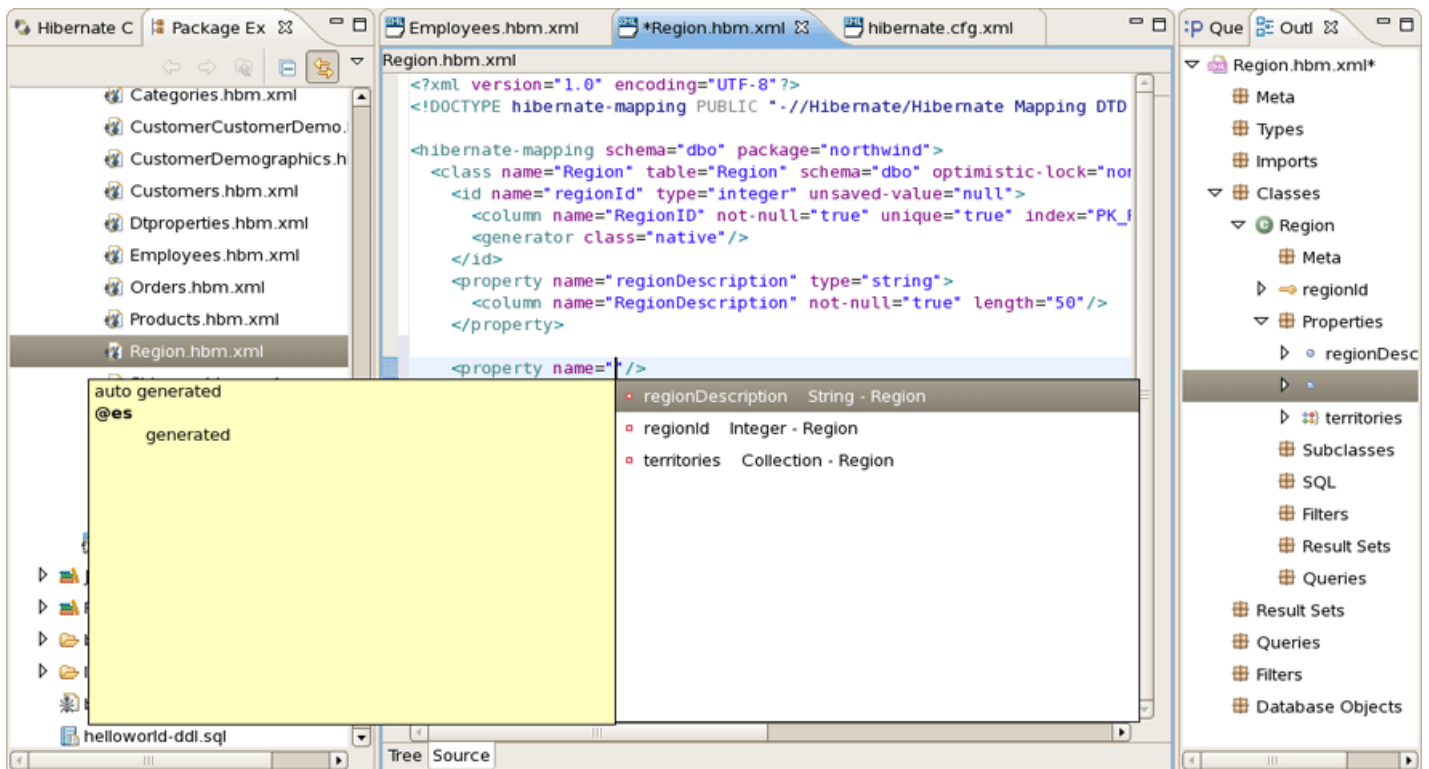 Hibernate C
Package Ex
Categories.hbm.xml
CustomerCustomerDemo.
CustomerDemographics.h
Customers.hbm.xml
Dtproperties.hbm.xml
Employees.hbm.xml
Orders.hbm.xml
Products.hbm.xml
Region.hbm.xml
helloworld-ddl.sql
Employees.hbm.xml
*Region.hbm.xml
hibernate.cfg.xml
Region.hbm.xml
<?xml version="1.0" encoding="UTF-8"?>
<!DOCTYPE hibernate-mapping PUBLIC "-//Hibernate/Hibernate Mapping DTD
<hibernate-mapping schema="dbo" package="northwind">
<class name="Region" table="Region" schema="dbo" optimistic-lock="nor
<id name="regionId" type="integer" unsaved-value="null">
<column name="RegionID" not-null="true" unique="true" index="PK_
<generator class="native"/>
</id>
<property name="regionDescription" type="string">
<column name="RegionDescription" not-null="true" length="50"/>
</property>
<property name=""/>
auto generated
@es
generated
regionDescription String - Region
regionId Integer - Region
territories Collection - Region
Tree Source
:P Que
Outl
Region.hbm.xml*
Meta
Types
Imports
Classes
Region
Meta
regionId
Properties
regionDesc
territories
Subclasses
SQL
Filters
Result Sets
Queries
Result Sets
Queries
Filters
Database Objects